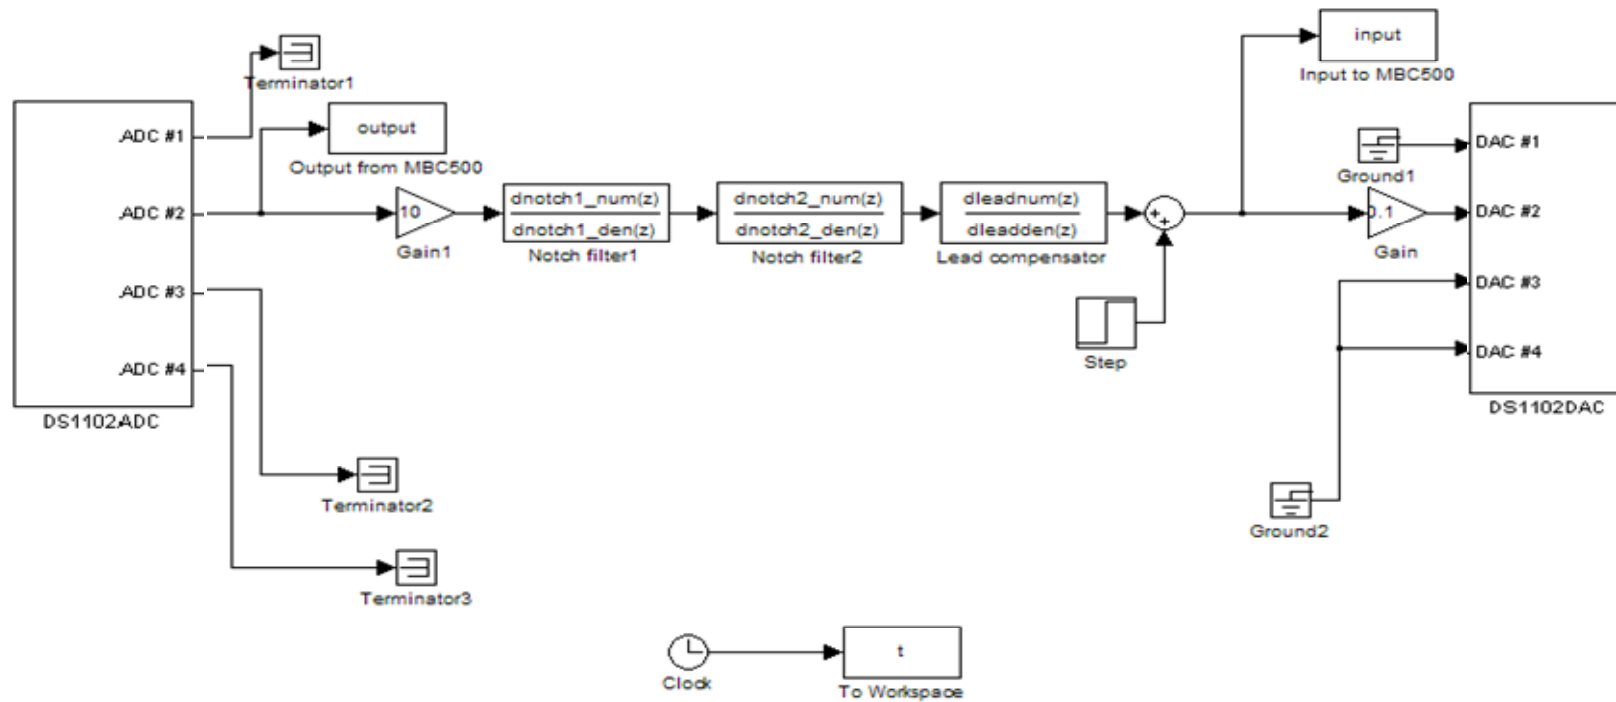 input
Input to MBC500
Terminator1
output
Output from MBC500
ADC #1
ADC #2
ADC #3
ADC #4
DS1102ADC
10
Gain1
dnotch1_num(z)
dnotch1_den(z)
Notch filter1
dnotch2_num(z)
dnotch2_den(z)
Notch filter2
dleadnum(z)
dleadden(z)
Lead compensator
Step
Ground1
0.1
Gain
DAC #1
DAC #2
DAC #3
DAC #4
DS1102DAC
Terminator2
Ground2
Terminator3
Clock
t
To Workspace